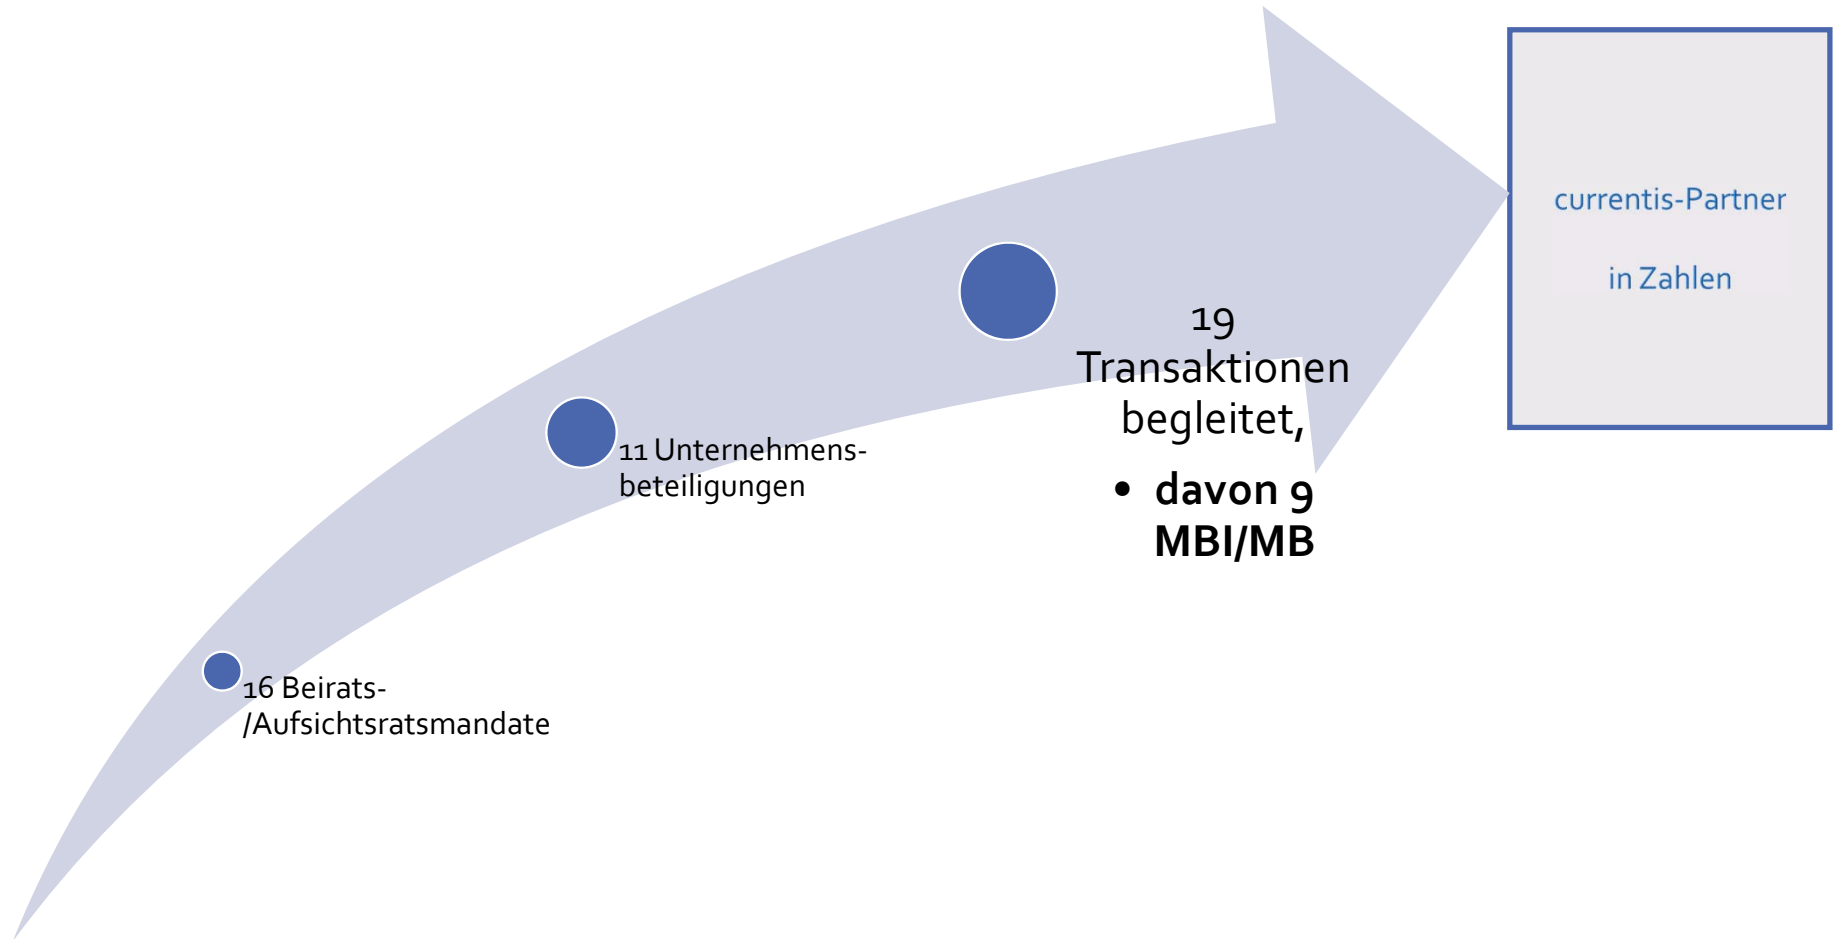 currentis-Partner
in Zahlen
19
Transaktionen
begleitet,
• davon 9
MBI/MB
11 Unternehmens-
beteiligungen
16 Beirats-
/Aufsichtsratsmandate